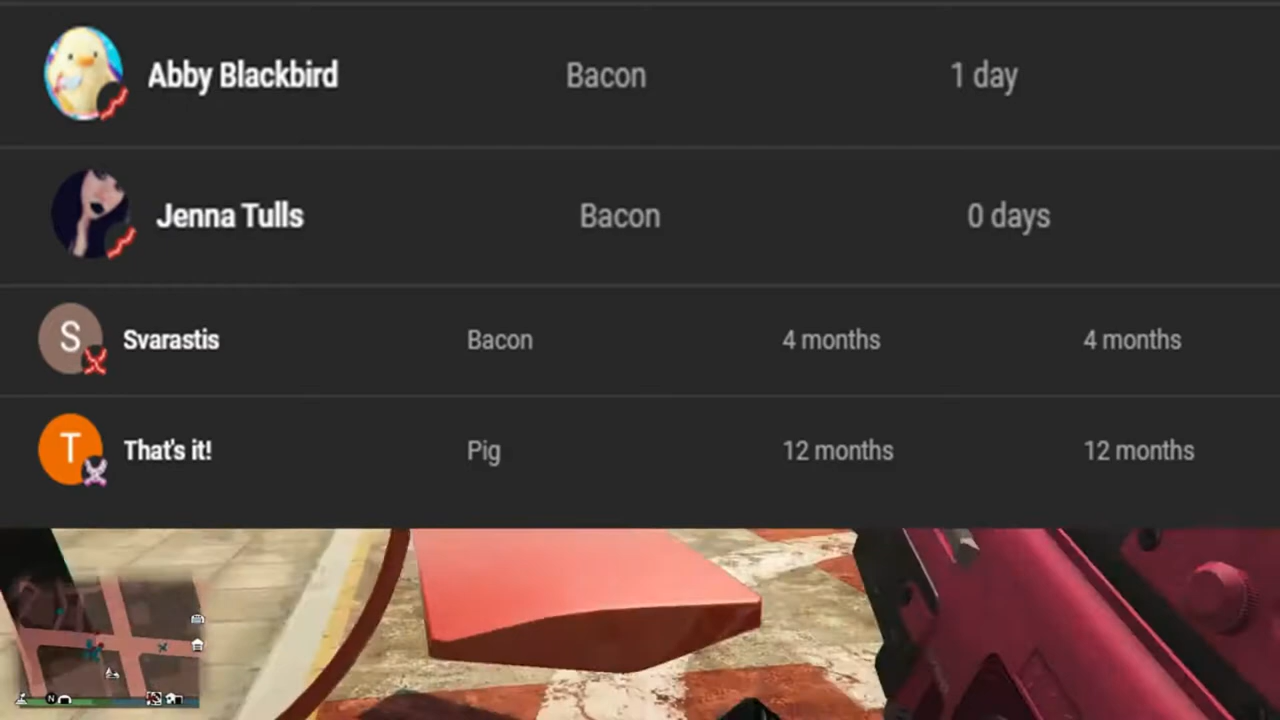 Abby Blackbird Bacon 1 day
Jenna Tulls Bacon 0 days
S Svarastis Bacon 4 months 4 months
T That's it! Pig 12 months 12 months
N